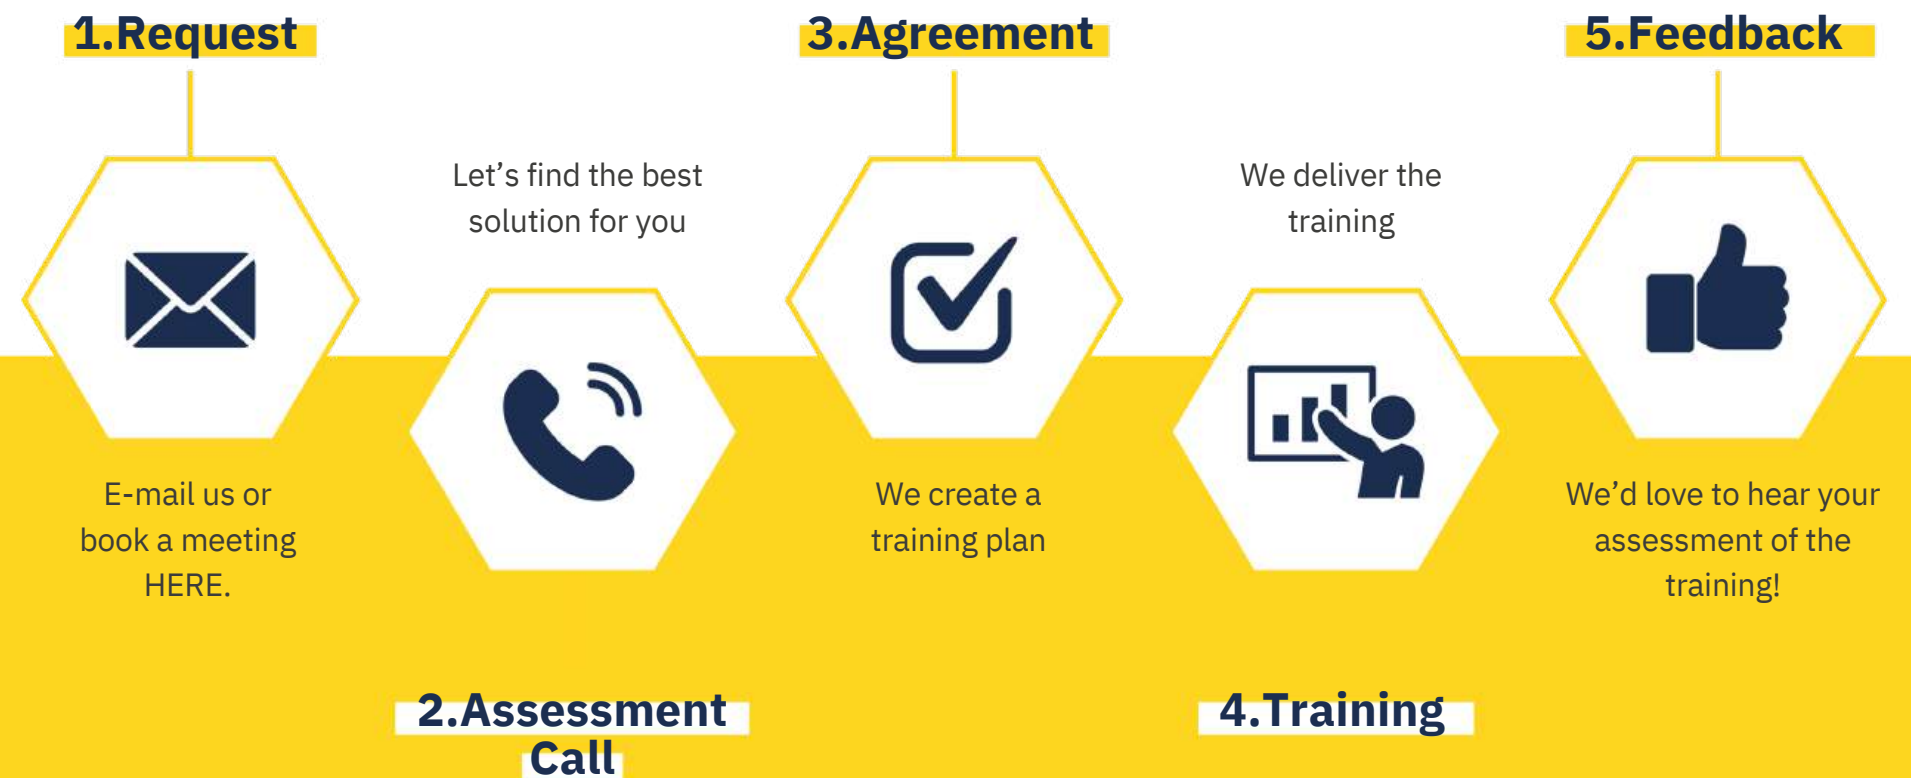 1.Request
E-mail us or
book a meeting
HERE.
Let’s find the best
solution for you
2.Assessment
Call
3.Agreement
We create a
training plan
We deliver the
training
4.Training
5.Feedback
We’d love to hear your
assessment of the
training!